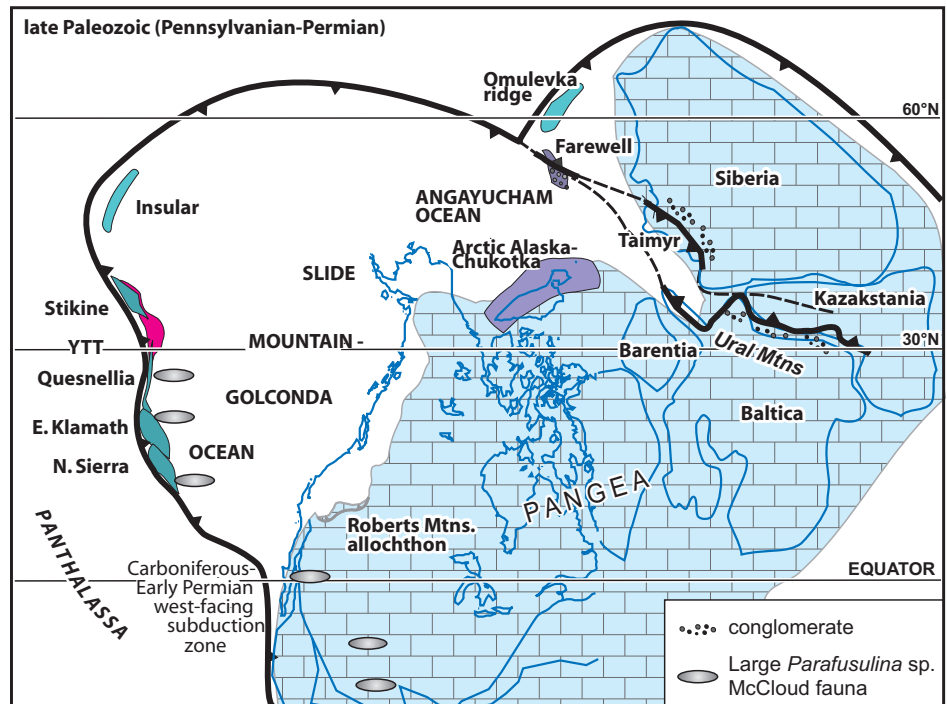 late Paleozoic (Pennsylvanian-Permian)
Omulevka
ridge
60°N
Farewell
Siberia
ANGAYUCHAM
OCEAN
Insular
Taimyr
Arctic Alaska-
Chukotka
SLIDE
Stikine
Kazakstania
YTT
MOUNTAIN -
Barentia
Ural Mtns
30°N
Quesnellia
GOLCONDA
Baltica
E. Klamath
OCEAN
N. Sierra
PANGEA
Roberts Mtns.
allochthon
PANTHALASSA
Carboniferous-
Early Permian
west-facing
subduction
zone
EQUATOR
conglomerate
Large Parafusulina sp.
McCloud fauna